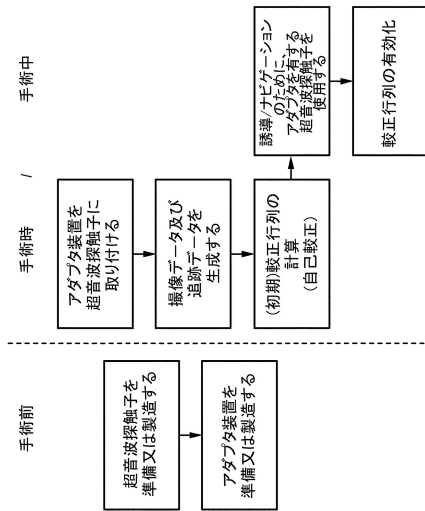 手術前
超音波探触子を
準備又は製造する
アダプタ装置を
準備又は製造する
手術時
/
手術中
アダプタ装置を
超音波探触子に
取り付ける
撮像データ及び
追跡データを
生成する
(初期)較正行列の
計算
(自己較正)
誘導/ナビゲーション
のために、
アダプタを有する
超音波探触子を
使用する
較正行列の有効化